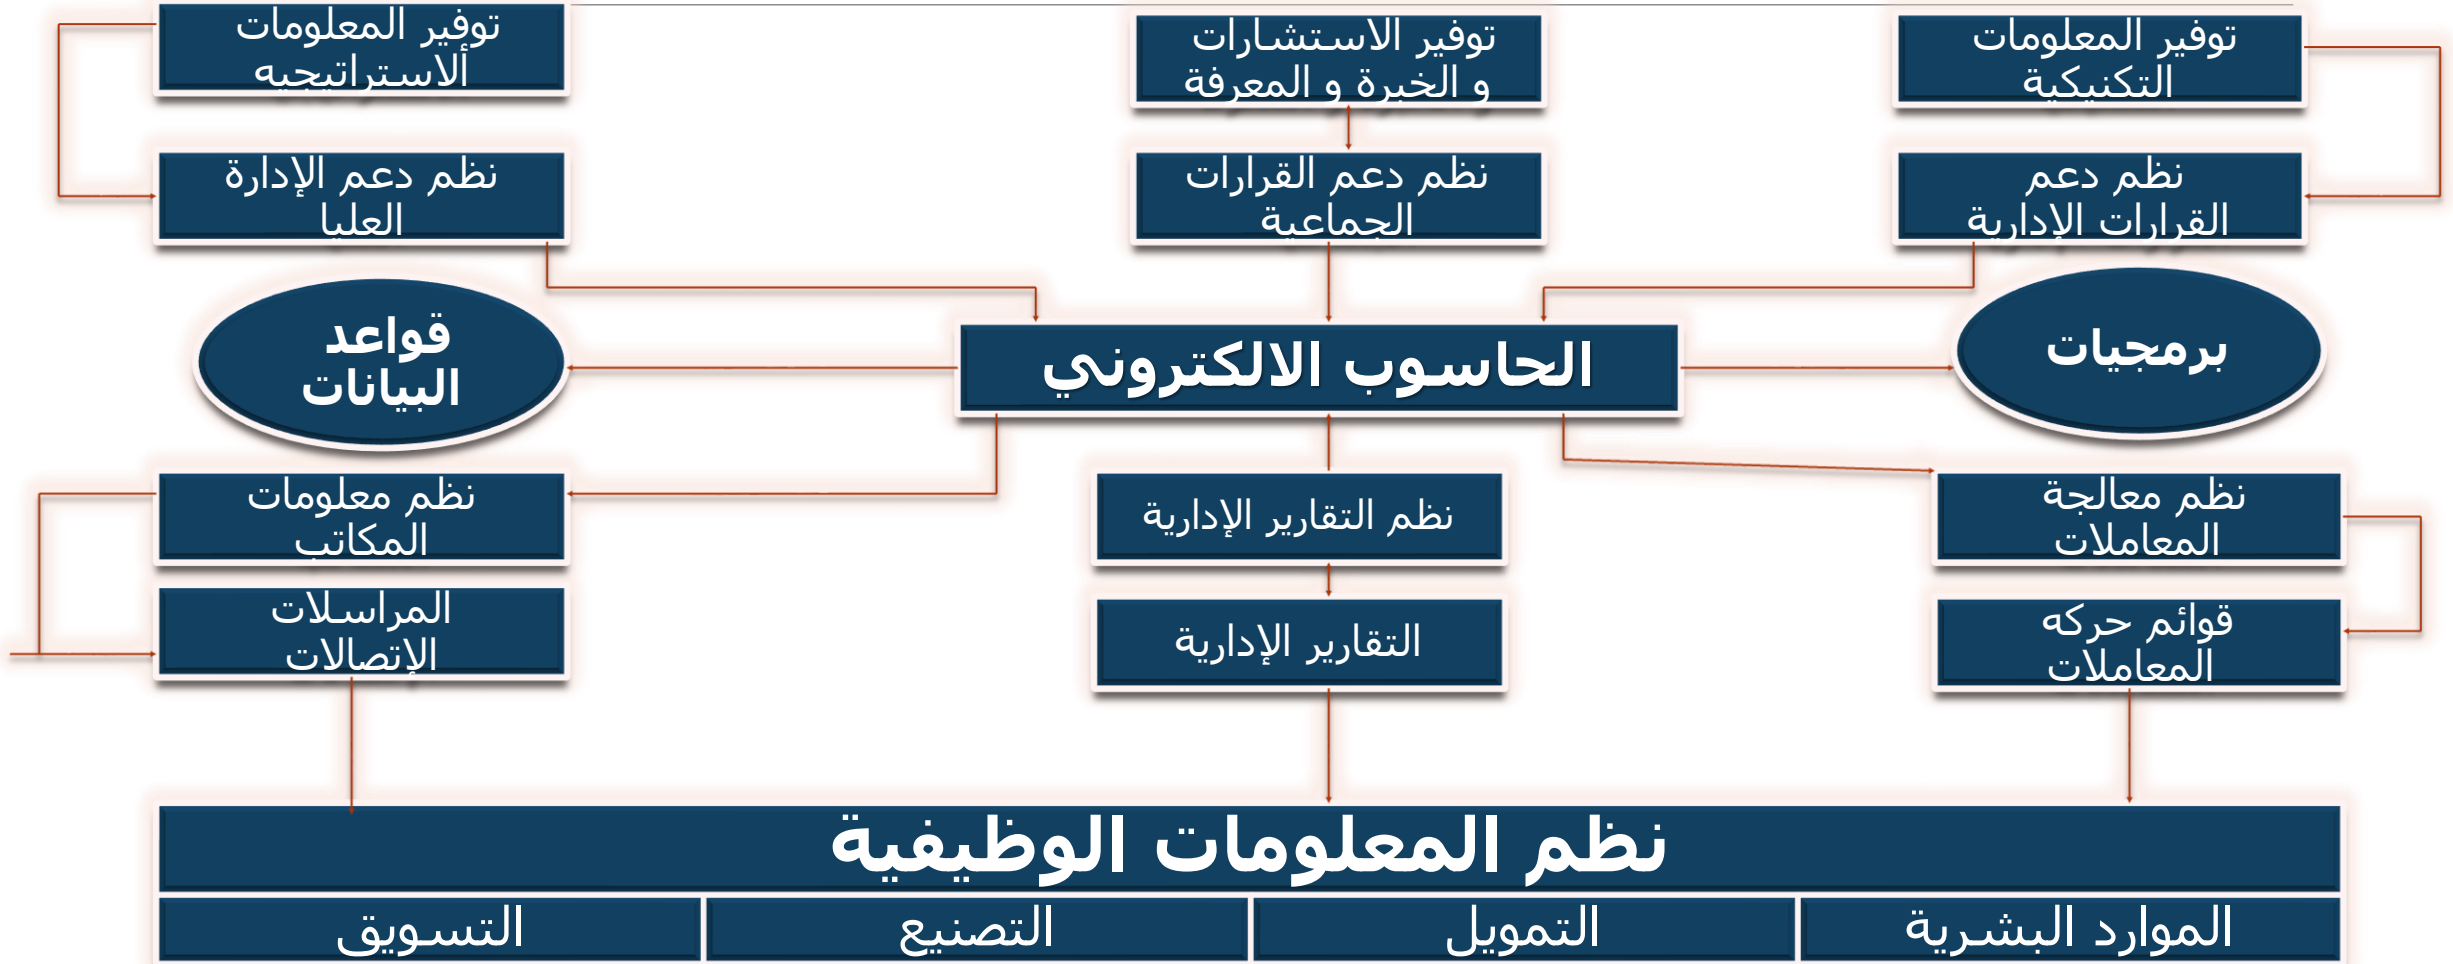 توفير المعلومات
التكنيكية
توفير الاستشارات
و الخبرة و المعرفة
توفير المعلومات
ألاستراتيجيه
نظم دعم
القرارات الإدارية
نظم دعم القرارات
الجماعية
نظم دعم الإدارة
العليا
برمجيات
الحاسوب الالكتروني
قواعد
البيانات
نظم معالجة
المعاملات
نظم التقارير الإدارية
نظم معلومات
المكاتب
قوائم حركه
المعاملات
التقارير الإدارية
المراسلات
الإتصالات
نظم المعلومات الوظيفية
الموارد البشرية
التمويل
التصنيع
التسويق